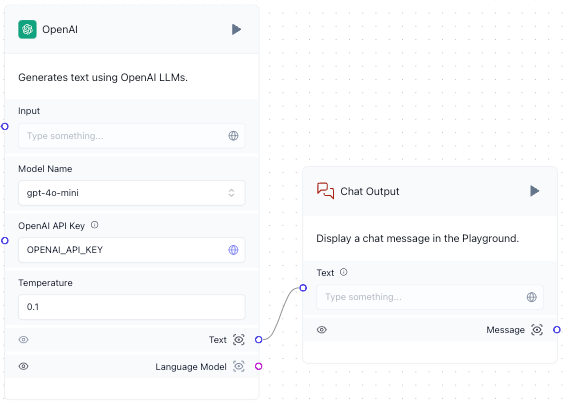 OpenAI
Generates text using OpenAI LLMs.
Input
Type something...
Model Name
gpt-4o-mini
OpenAI API Key
OPENAI_API_KEY
Temperature
0.1
Text
Language Model
Chat Output
Display a chat message in the Playground.
Text
Type something...
Message